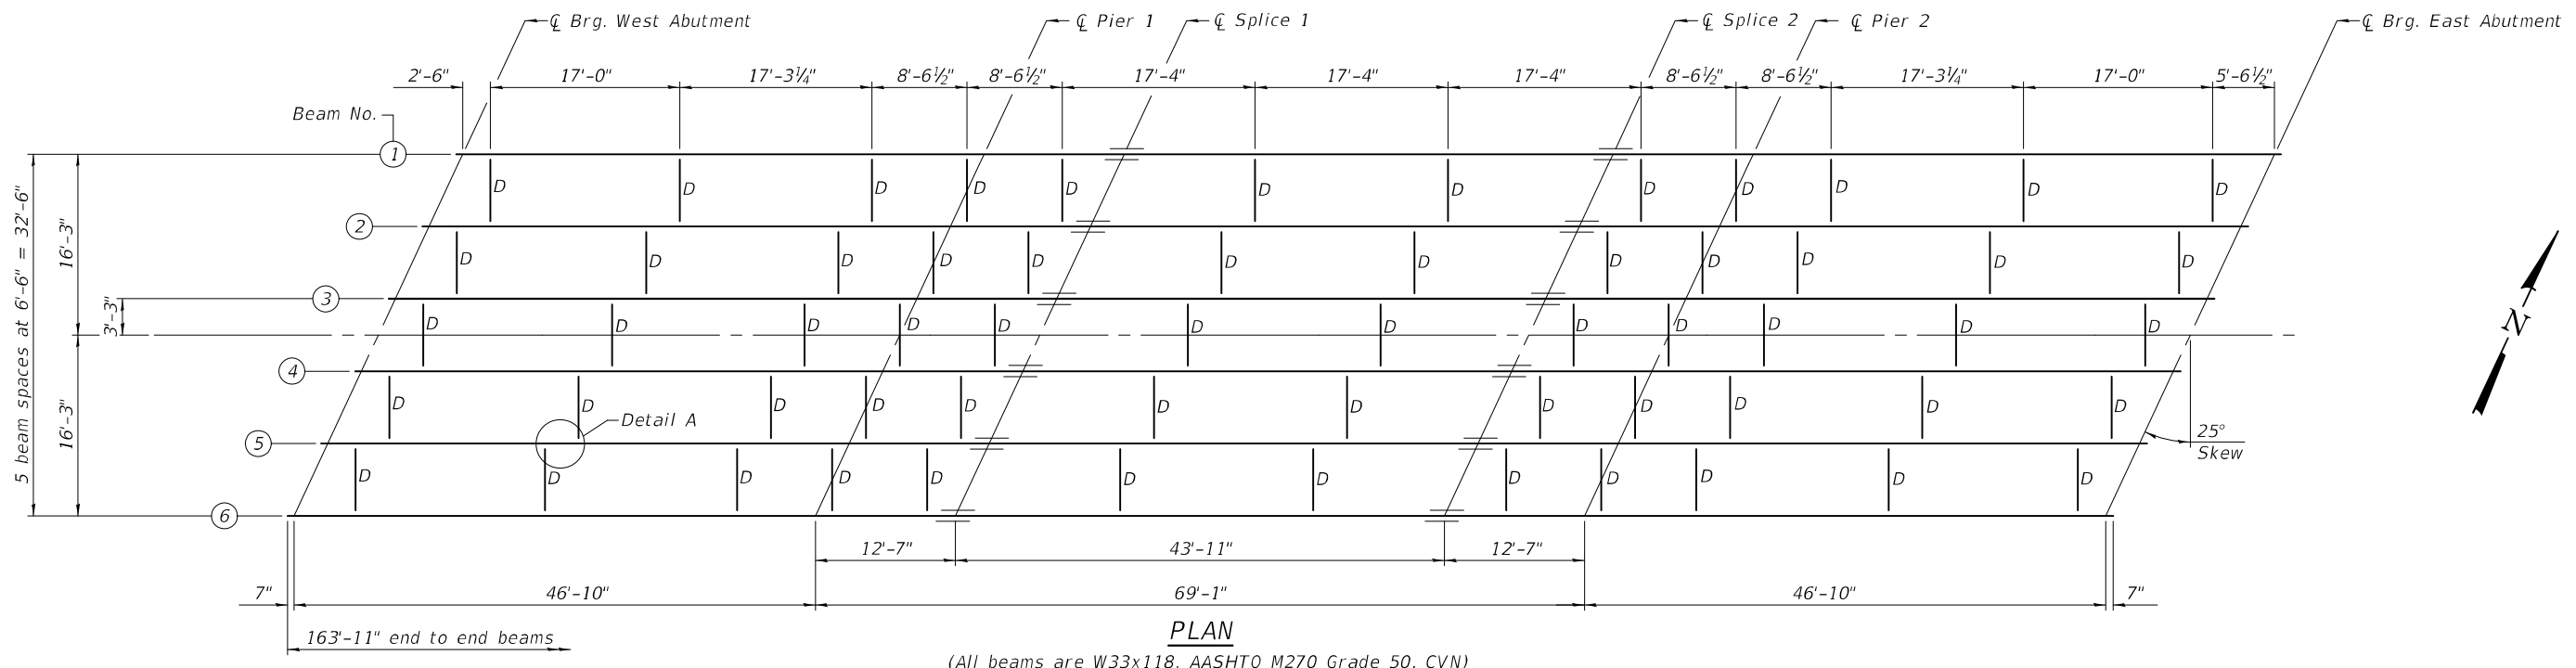 ℄ Brg. West Abutment
℄ Pier 1
℄ Splice 1
℄ Splice 2
℄ Pier 2
℄ Brg. East Abutment
2'-6" 17'-0" 17'-3¼" 8'-6½" 8'-6½" 17'-4" 17'-4" 17'-4" 8'-6½" 8'-6½" 17'-3¼" 17'-0" 5'-6½"
Beam No.
1
D D D D D D D D D D D D
2
D D D D D D D D D D D D
3
D D D D D D D D D D D D
4
D D D D D D D D D D D D
Detail A
5
D D D D D D D D D D D D
6
5 beam spaces at 6'-6" = 32'-6"
16'-3"
3'-3"
16'-3"
25°
Skew
N
12'-7" 43'-11" 12'-7"
7" 46'-10" 69'-1" 46'-10" 7"
163'-11" end to end beams
PLAN
(All beams are W33x118, AASHTO M270 Grade 50, CVN)